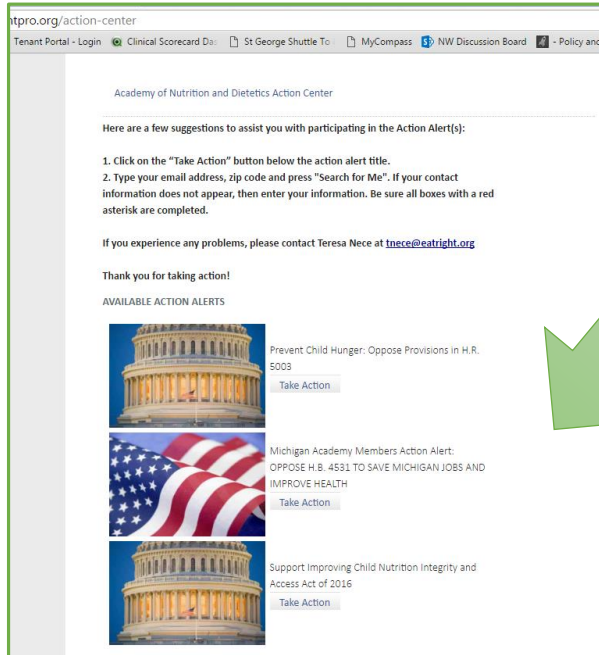 ntpro.org/action-center
Tenant Portal - Login Clinical Scorecard Da St George Shuttle To MyCompass NW Discussion Board - Policy and
Academy of Nutrition and Dietetics Action Center
Here are a few suggestions to assist you with participating in the Action Alert(s):
1. Click on the "Take Action" button below the action alert title.
2. Type your email address, zip code and press "Search for Me". If your contact
information does not appear, then enter your information. Be sure all boxes with a red
asterisk are completed.
If you experience any problems, please contact Teresa Nece at tnece@eatright.org
Thank you for taking action!
AVAILABLE ACTION ALERTS
Prevent Child Hunger: Oppose Provisions in H.R.
5003
Take Action
Michigan Academy Members Action Alert:
OPPOSE H.B. 4531 TO SAVE MICHIGAN JOBS AND
IMPROVE HEALTH
Take Action
Support Improving Child Nutrition Integrity and
Access Act of 2016
Take Action